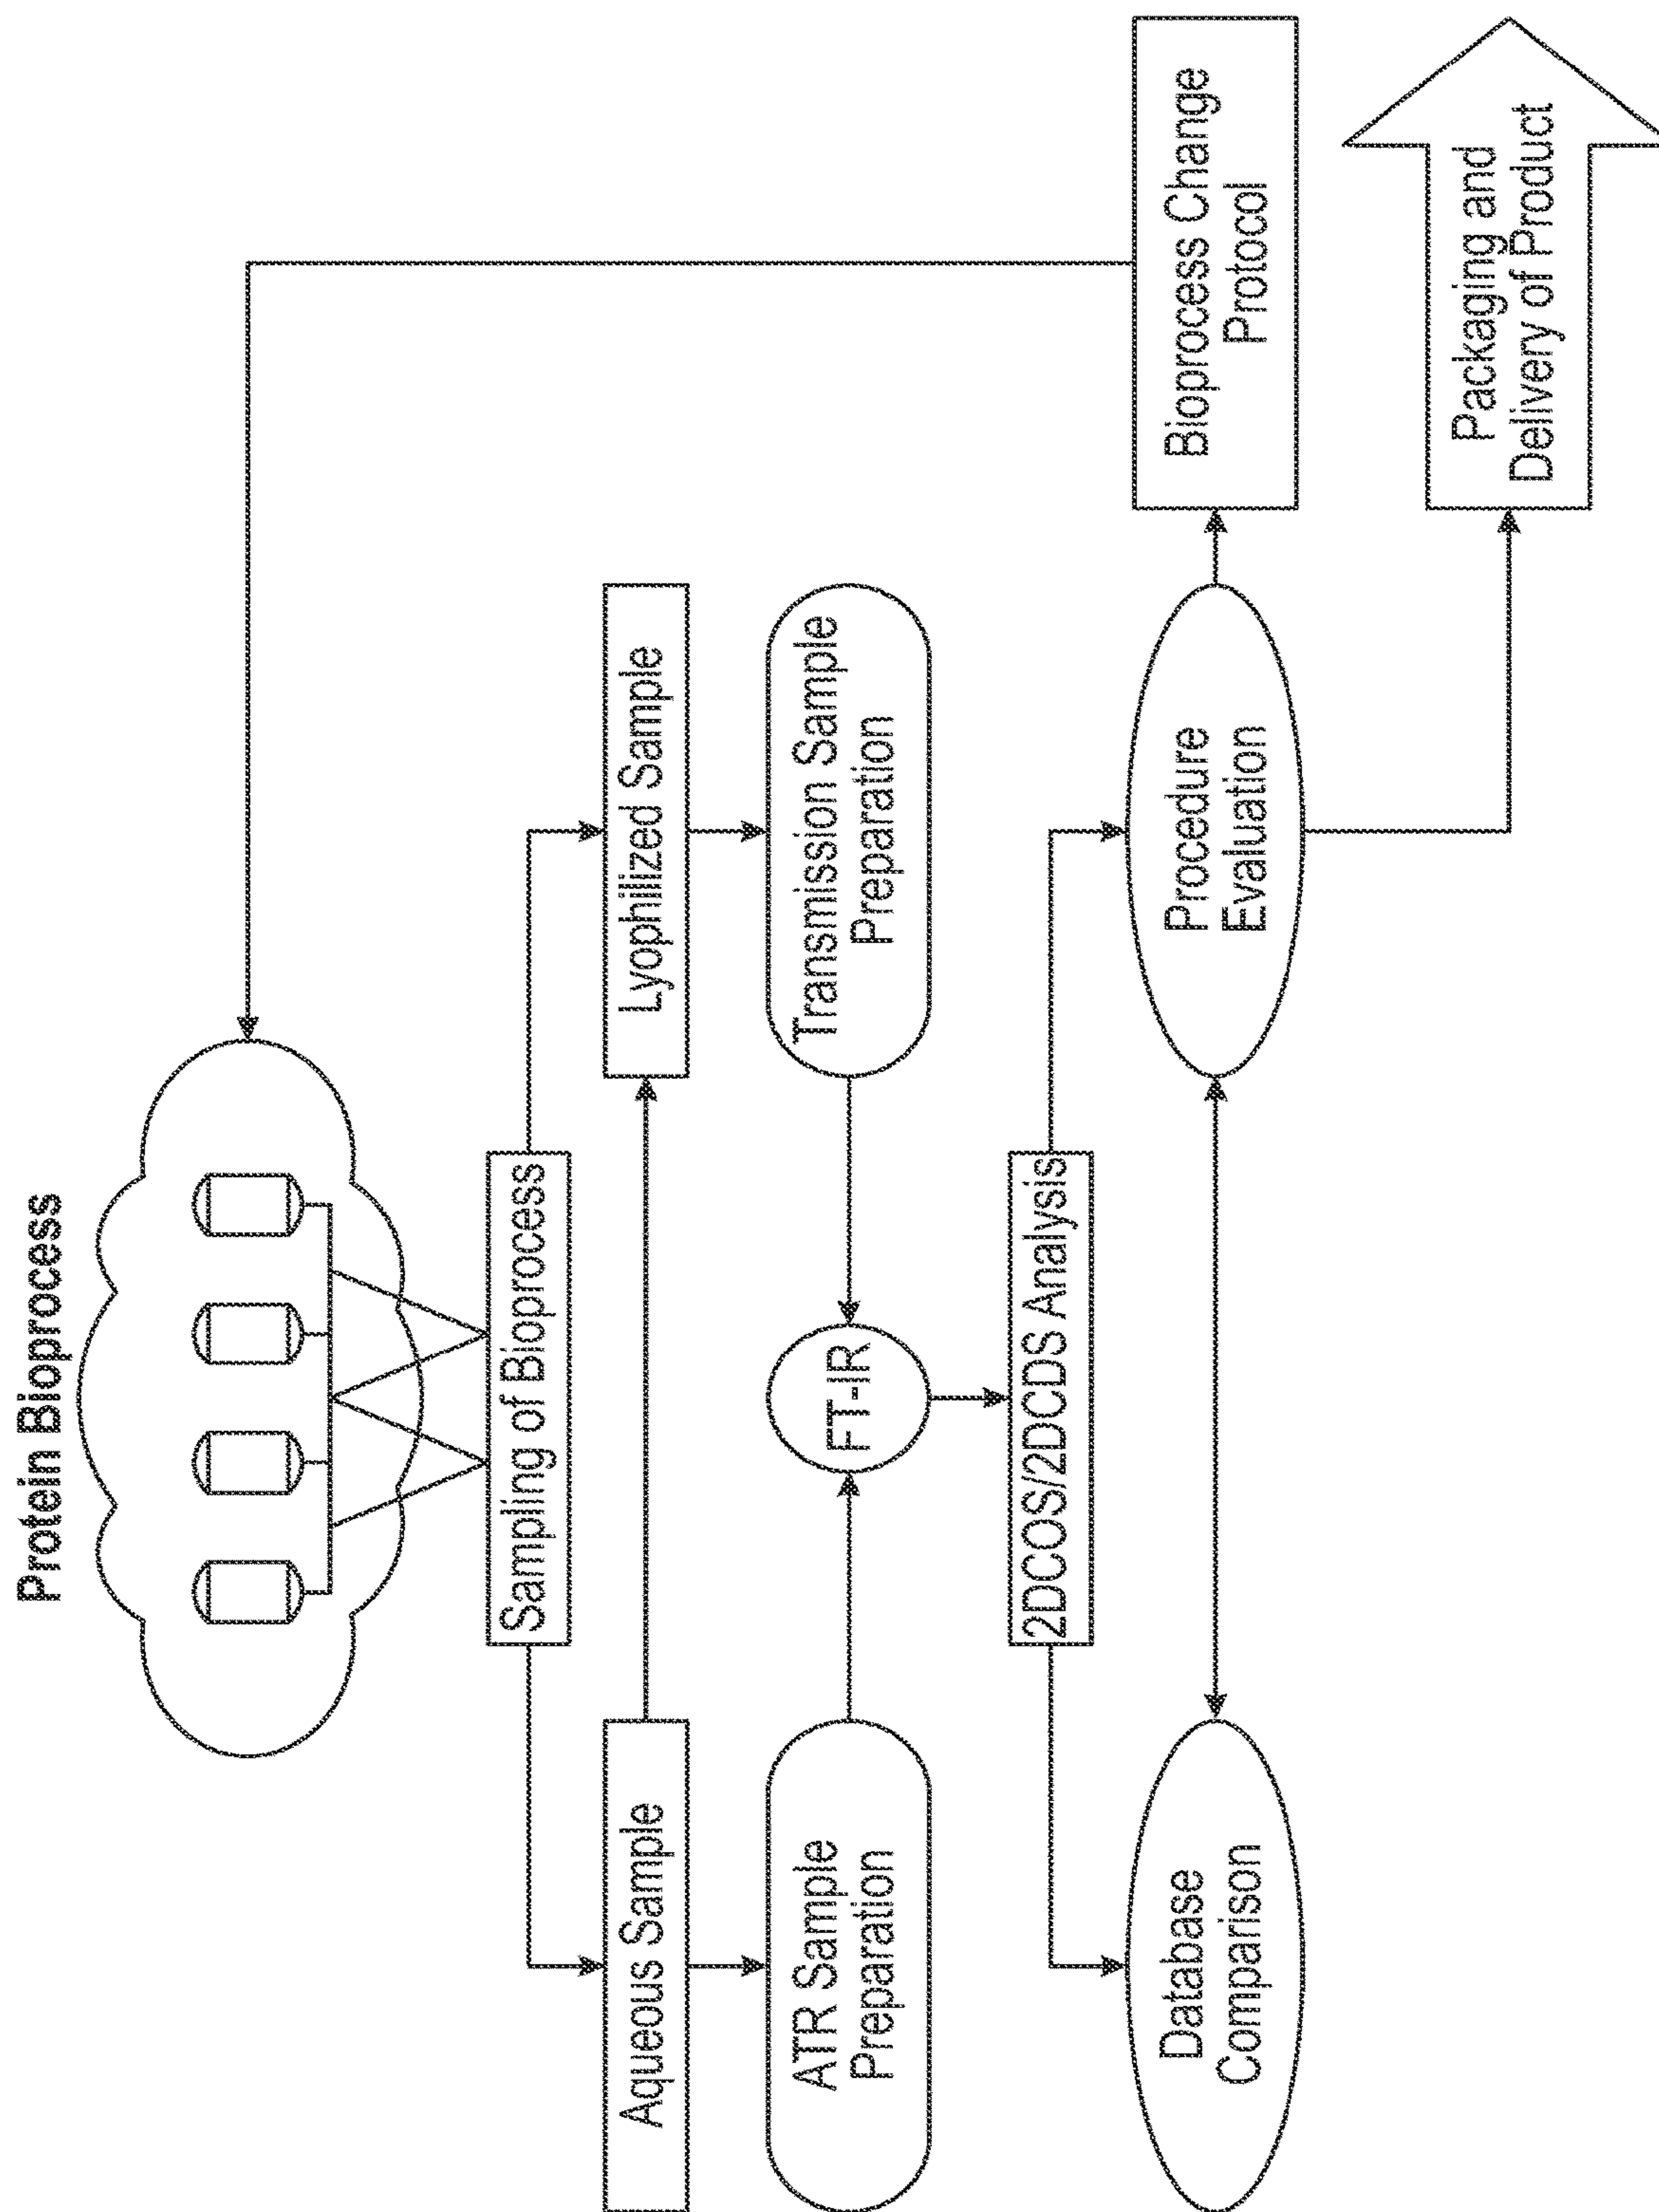 Protein Bioprocess
Sampling of Bioprocess
Aqueous Sample
Lyophilized Sample
ATR Sample
Preparation
FT-IR
Transmission Sample
Preparation
2DCOS/2DCDS Analysis
Database
Comparison
Procedure
Evaluation
Bioprocess Change
Protocol
Packaging and
Delivery of Product